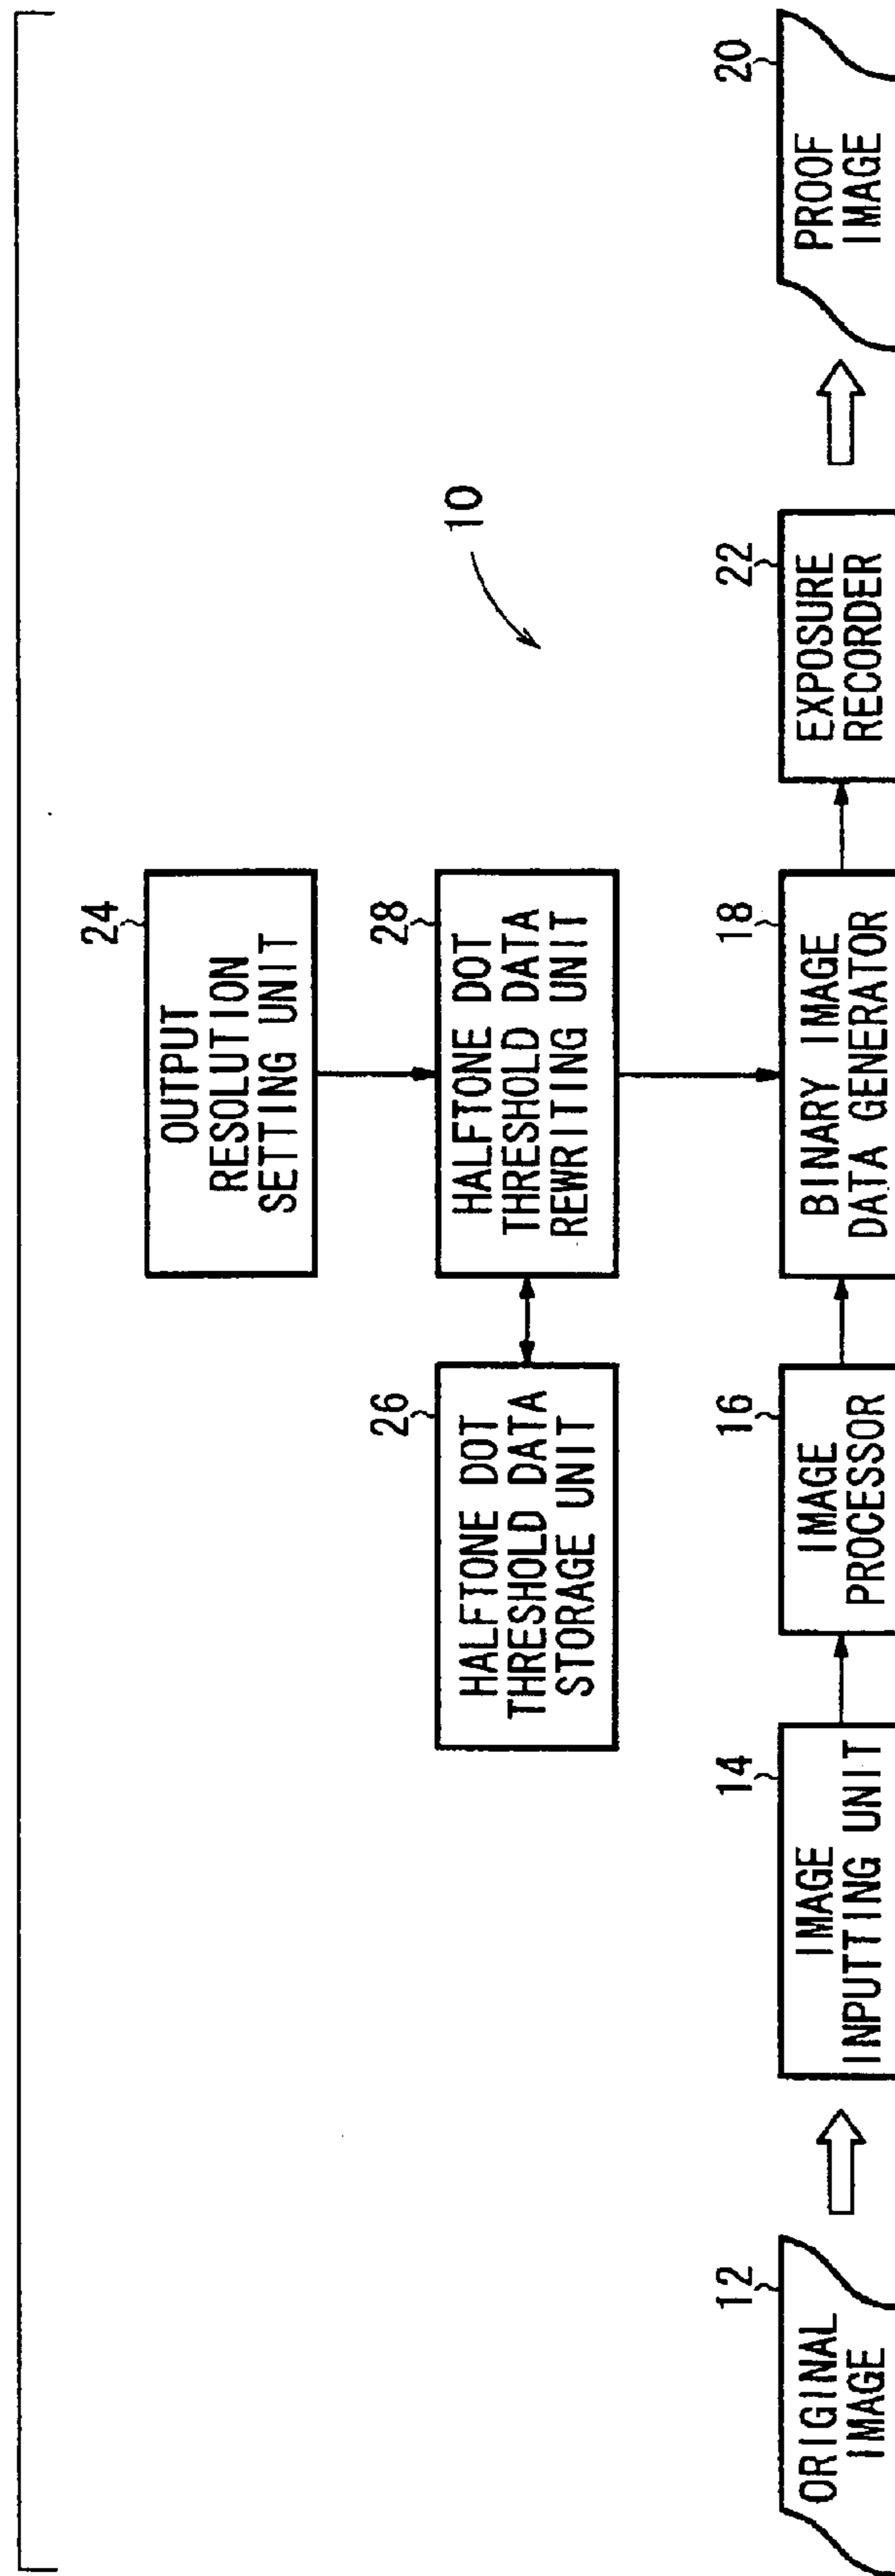 24
OUTPUT
RESOLUTION
SETTING UNIT
26
HALFTONE DOT
THRESHOLD DATA
STORAGE UNIT
28
HALFTONE DOT
THRESHOLD DATA
REWRITING UNIT
10
12
ORIGINAL
IMAGE
14
IMAGE
INPUTTING UNIT
16
IMAGE
PROCESSOR
18
BINARY IMAGE
DATA GENERATOR
22
EXPOSURE
RECORDER
20
PROOF
IMAGE